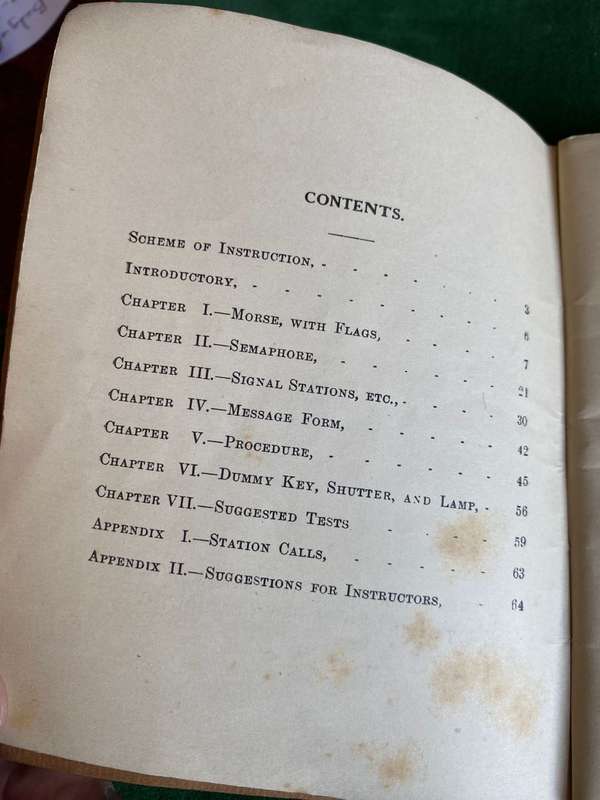 CONTENTS.
SCHEME OF INSTRUCTION, - - - - - - 3
INTRODUCTORY, - - - - - - - - 6
CHAPTER I.—MORSE, WITH FLAGS, - - - - 7
CHAPTER II.—SEMAPHORE, - - - - - - 21
CHAPTER III.—SIGNAL STATIONS, ETC., - - - - 30
CHAPTER IV.—MESSAGE FORM, - - - - - 42
CHAPTER V.—PROCEDURE, - - - - - - 45
CHAPTER VI.—DUMMY KEY, SHUTTER, AND LAMP, - 56
CHAPTER VII.—SUGGESTED TESTS - - - - 59
APPENDIX I.—STATION CALLS, - - - - - 63
APPENDIX II.—SUGGESTIONS FOR INSTRUCTORS, - 64